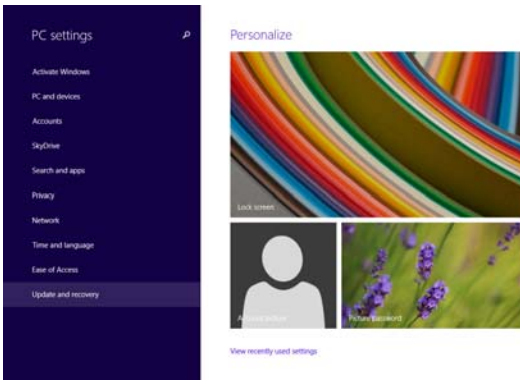 PC settings
Activate Windows
PC and devices
Accounts
SkyDrive
Search and apps
Privacy
Network
Time and language
Ease of Access
Update and recovery
Personalize
Lock screen
Account picture
Picture password
View recently used settings